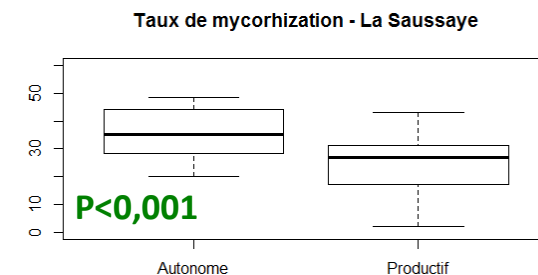 Taux de mycorhization - La Saussaye
50
30
10
0
P<0,001
Autonome
Productif